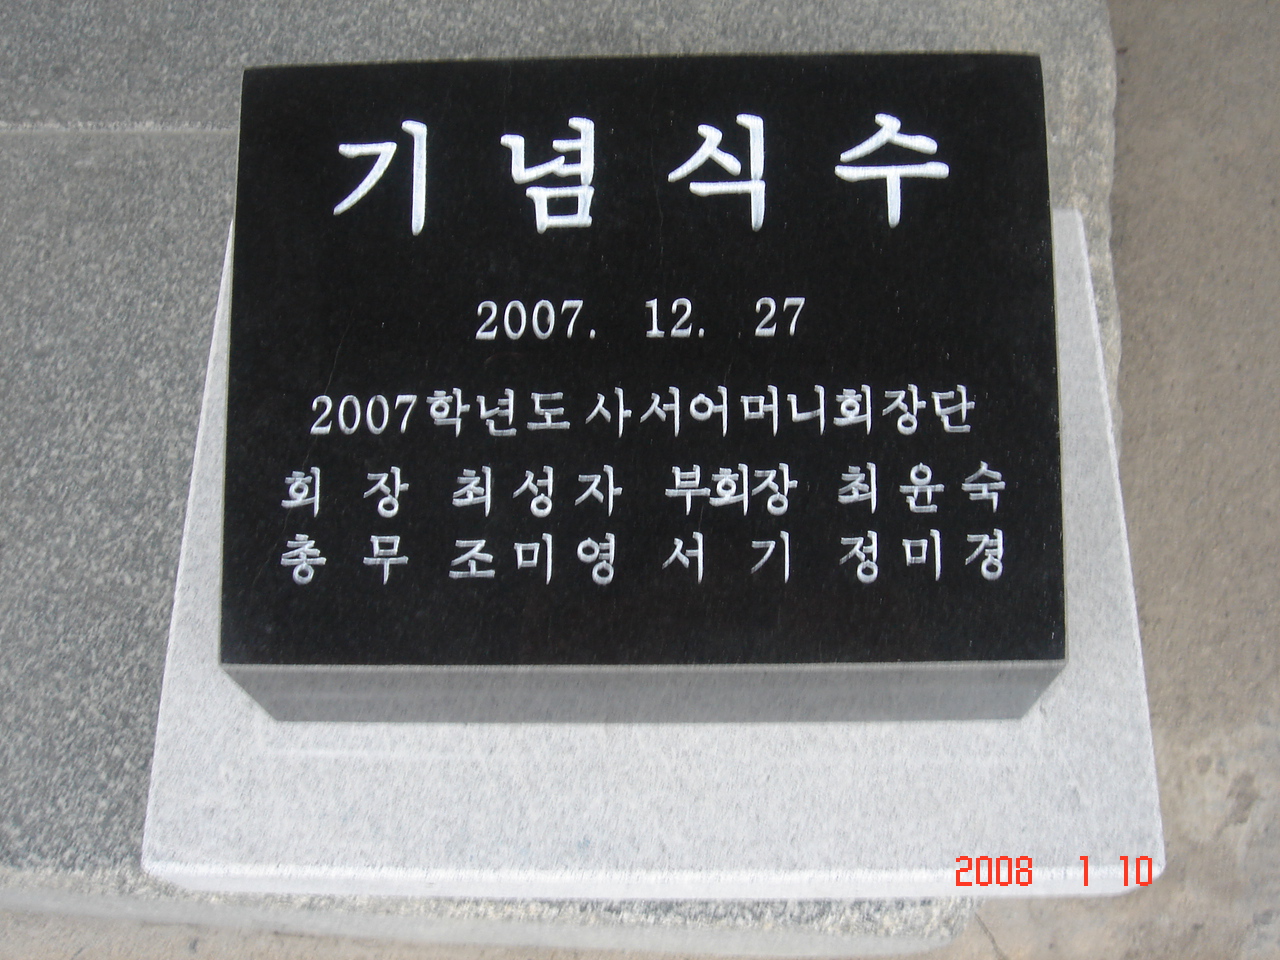 기념식수
2007. 12. 27
2007학년도 사서어머니회장단
회 장 최성자 부회장 최윤숙
총 무 조미영 서 기 정미경
2008 1 10